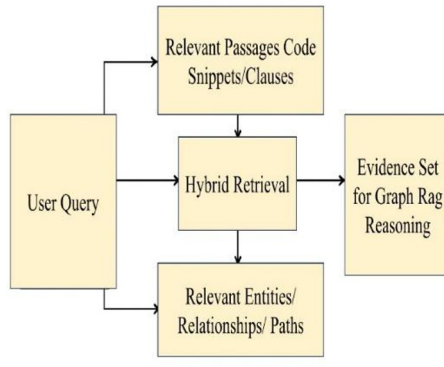 Relevant Passages Code
Snippets/Clauses
User Query
Hybrid Retrieval
Evidence Set
for Graph Rag
Reasoning
Relevant Entities/
Relationships/ Paths